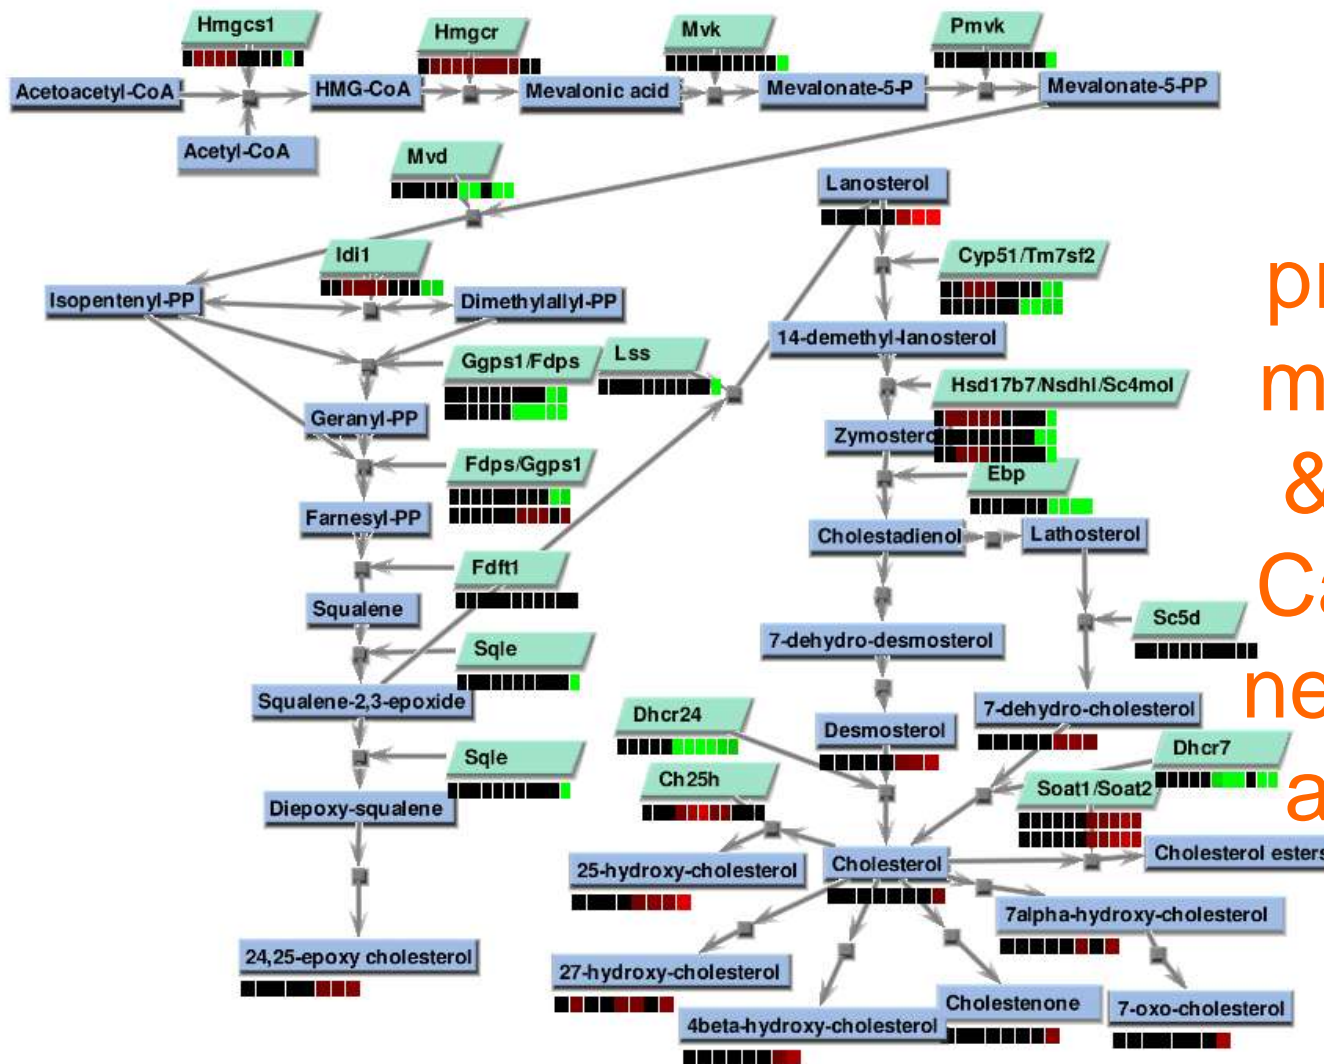 Hmgcs1
Hmgcr
Mvk
Pmvk
Acetoacetyl-CoA
HMG-CoA
Mevalonic acid
Mevalonate-5-P
Mevalonate-5-PP
Acetyl-CoA
Mvd
Lanosterol
Idi1
Cyp51/Tm7sf2
Isopentenyl-PP
Dimethylallyl-PP
14-demethyl-lanosterol
Ggps1/Fdps
Lss
Hsd17b7/Nsdhl/Sc4mol
Geranyl-PP
Zymosterc
Fdps/Ggps1
Ebp
Farnesyl-PP
Cholestadienol
Lathosterol
Fdft1
Squalene
Sc5d
7-dehydro-desmosterol
Sqle
Squalene-2,3-epoxide
Dhcr24
Desmosterol
7-dehydro-cholesterol
Sqle
Ch25h
Dhcr7
Soat1/Soat2
Diepoxy-squalene
25-hydroxy-cholesterol
Cholesterol
Cholesterol esters
7alpha-hydroxy-cholesterol
24,25-epoxy cholesterol
27-hydroxy-cholesterol
Cholestenone
7-oxo-cholesterol
4beta-hydroxy-cholesterol
pr
m
&
Ca
ne
a